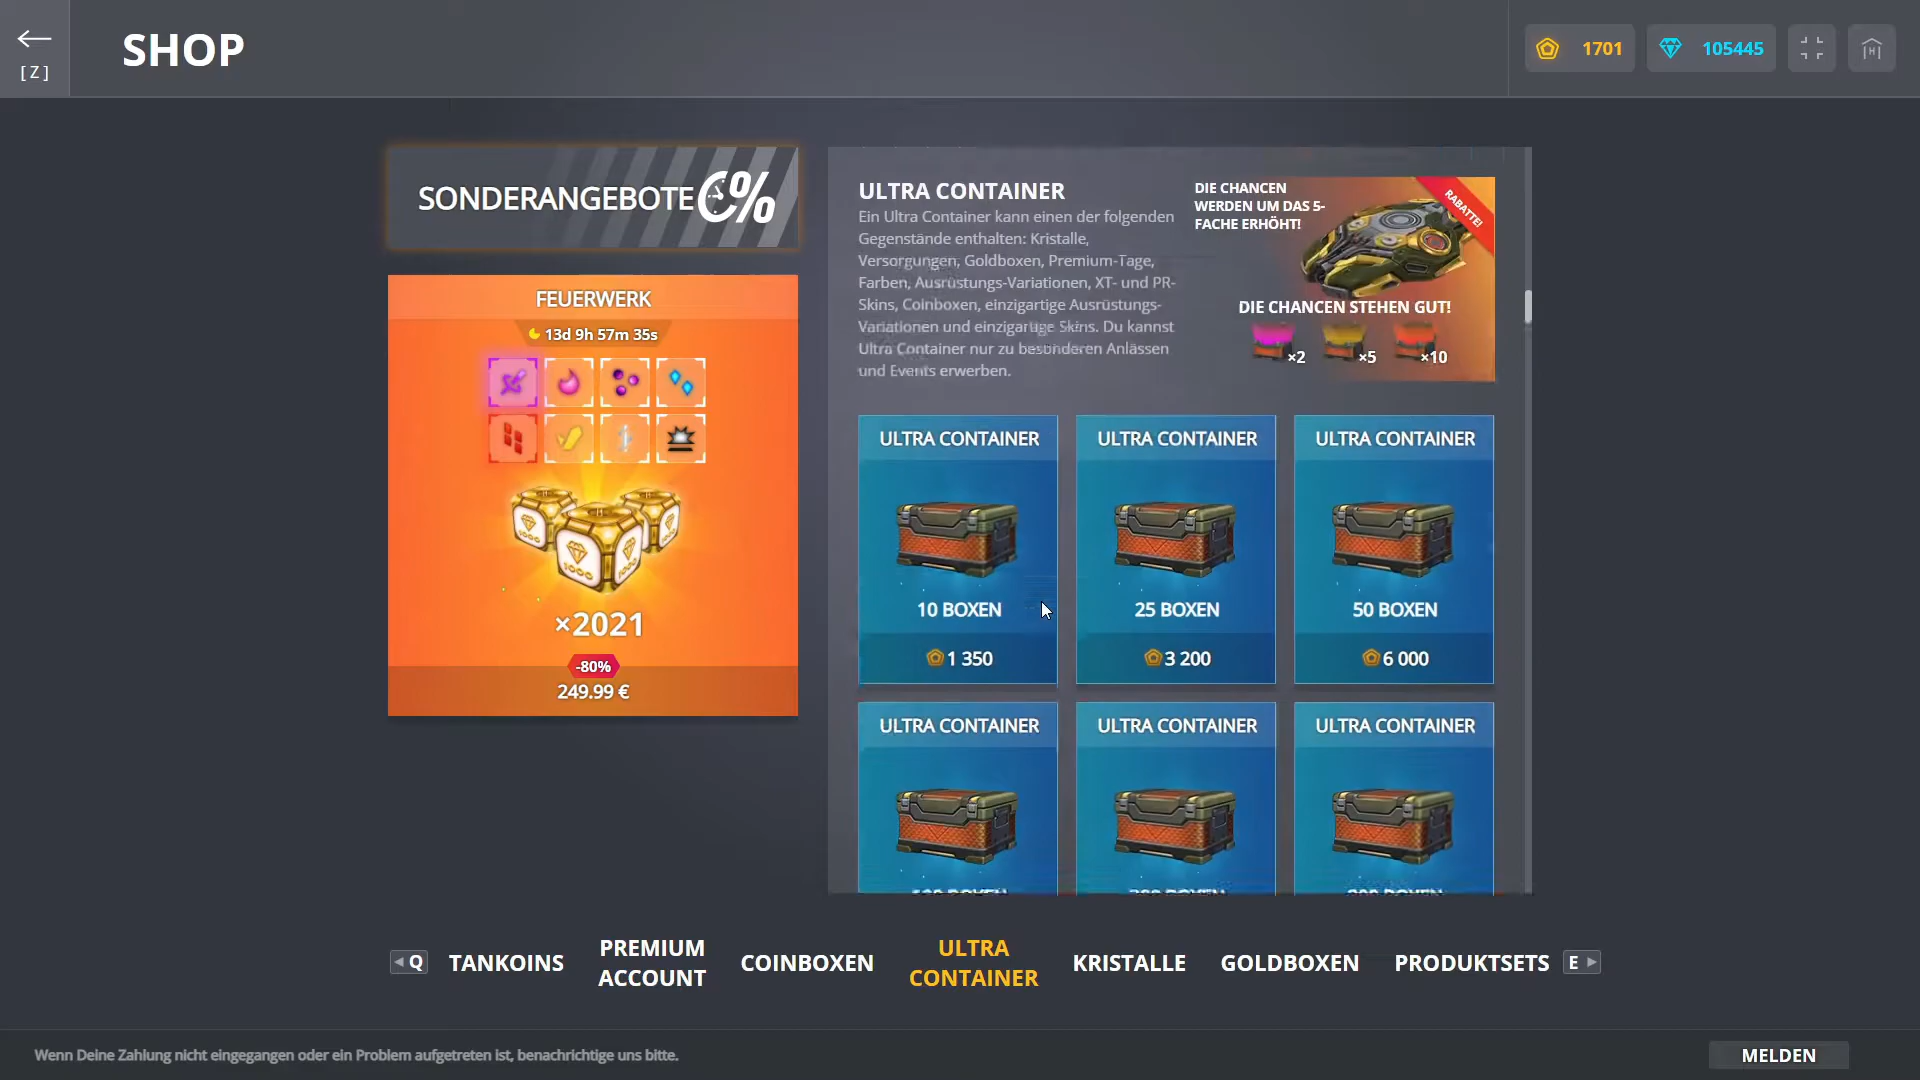 [Z]
SHOP
1701
105445
SONDERANGEBOTE %
FEUERWERK
13d 9h 57m 35s
1000
1000
×2021
-80%
249.99 €
ULTRA CONTAINER
Ein Ultra Container kann einen der folgenden
Gegenstände enthalten: Kristalle,
Versorgungen, Goldboxen, Premium-Tage,
Farben, Ausrüstungs-Variationen, XT- und PR-
Skins, Coinboxen, einzigartige Ausrüstungs-
Variationen und einzigartige Skins. Du kannst
Ultra Container nur zu besonderen Anlässen
und Events erwerben.
DIE CHANCEN
WERDEN UM DAS 5-
FACHE ERHÖHT!
RABATTE!
DIE CHANCEN STEHEN GUT!
×2
×5
×10
ULTRA CONTAINER
10 BOXEN
1 350
ULTRA CONTAINER
25 BOXEN
3 200
ULTRA CONTAINER
50 BOXEN
6 000
ULTRA CONTAINER
ULTRA CONTAINER
ULTRA CONTAINER
Q
TANKOINS
PREMIUM
ACCOUNT
COINBOXEN
ULTRA
CONTAINER
KRISTALLE
GOLDBOXEN
PRODUKTSETS
E
Wenn Deine Zahlung nicht eingegangen oder ein Problem aufgetreten ist, benachrichtige uns bitte.
MELDEN